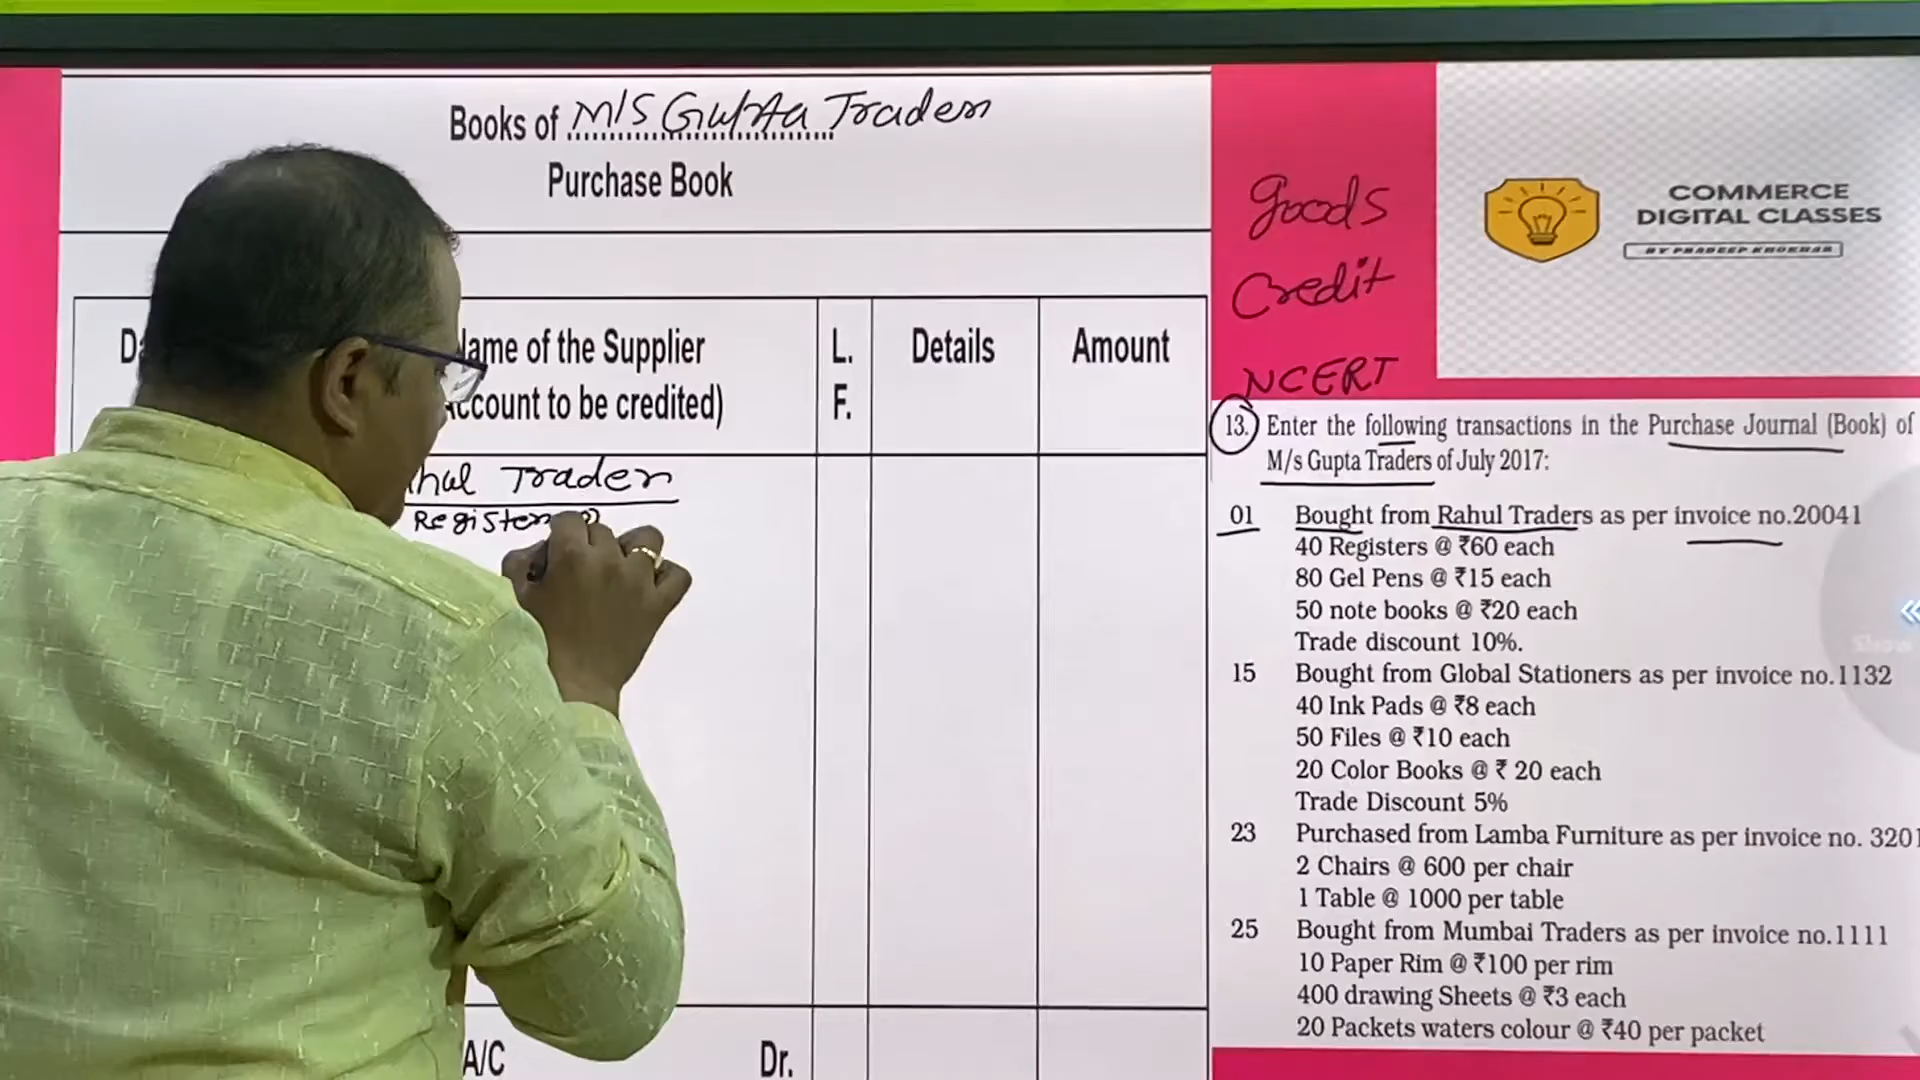 Books of M/S Gupta Traders
Purchase Book
Name of the Supplier
Account to be credited)
L.
F.
Details
Amount
Traders
Registers @
A/C
Dr.
Goods
Credit
NCERT
COMMERCE
DIGITAL CLASSES
BY PRADEEP KHOKHAR
13. Enter the following transactions in the Purchase Journal (Book) of
M/s Gupta Traders of July 2017:
01 Bought from Rahul Traders as per invoice no.20041
40 Registers @ ₹60 each
80 Gel Pens @ ₹15 each
50 note books @ ₹20 each
Trade discount 10%.
15 Bought from Global Stationers as per invoice no.1132
40 Ink Pads @ ₹8 each
50 Files @ ₹10 each
20 Color Books @ ₹ 20 each
Trade Discount 5%
23 Purchased from Lamba Furniture as per invoice no. 3201
2 Chairs @ 600 per chair
1 Table @ 1000 per table
25 Bought from Mumbai Traders as per invoice no.1111
10 Paper Rim @ ₹100 per rim
400 drawing Sheets @ ₹3 each
20 Packets waters colour @ ₹40 per packet